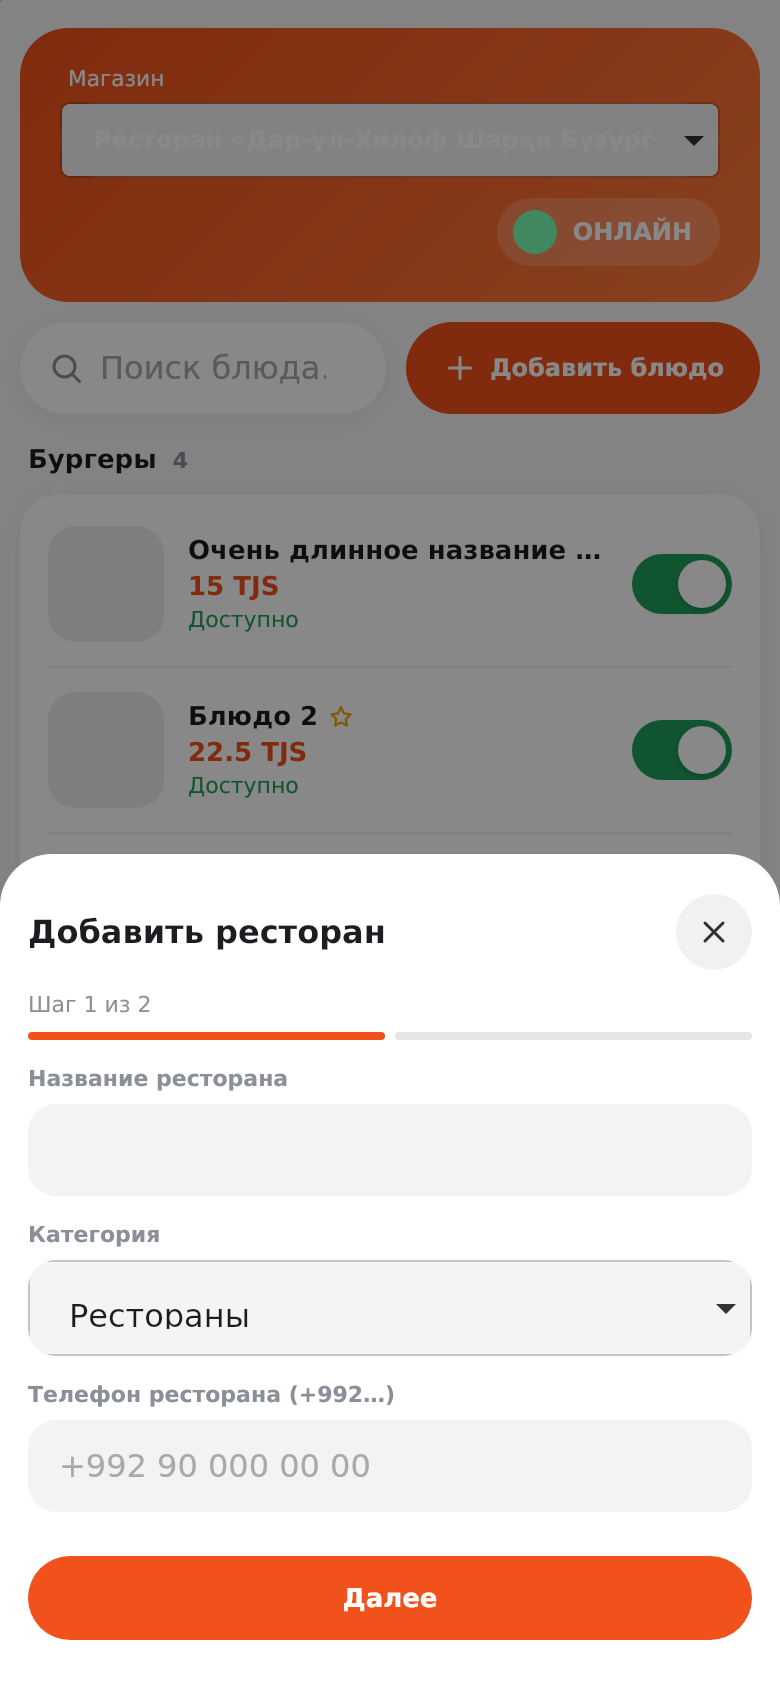 Магазин
Ресторан «Дар-ул-Хилоф Шарқи Бузург
ОНЛАЙН
Поиск блюда.
Добавить блюдо
Бургеры 4
Очень длинное название ...
15 TJS
Доступно
Блюдо 2
22.5 TJS
Доступно
Добавить ресторан
Шаг 1 из 2
Название ресторана
Категория
Рестораны
Телефон ресторана (+992...)
+992 90 000 00 00
Далее